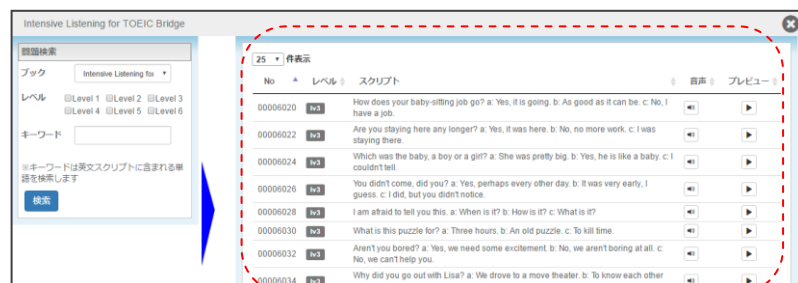 Intensive Listening for TOEIC Bridge
問題検索
ブック Intensive Listening for
レベル Level 1 Level 2 Level 3
Level 4 Level 5 Level 6
キーワード
※キーワードは英文スクリプトに含まれる単
語を検索します
検索
25 件表示
No レベル スクリプト 音声 プレビュー
00006020 lv3 How does your baby-sitting job go? a: Yes, it is going. b: As good as it can be. c: No, I
have a job.
00006022 lv3 Are you staying here any longer? a: Yes, it was here. b: No, no more work. c: I was
staying there.
00006024 lv3 Which was the baby, a boy or a girl? a: She was pretty big. b: Yes, he is like a baby. c: I
couldn't tell.
00006026 lv3 You didn't come, did you? a: Yes, perhaps every other day. b: It was very early, I
guess. c: I did, but you didn't notice.
00006028 lv3 I am afraid to tell you this. a: When is it? b: How is it? c: What is it?
00006030 lv3 What is this puzzle for? a: Three hours. b: An old puzzle. c: To kill time.
00006032 lv3 Aren't you bored? a: Yes, we need some excitement. b: No, we aren't boring at all. c:
No, we can't help you.
00006034 lv3 Why did you go out with Lisa? a: We drove to a move theater. b: To know each other